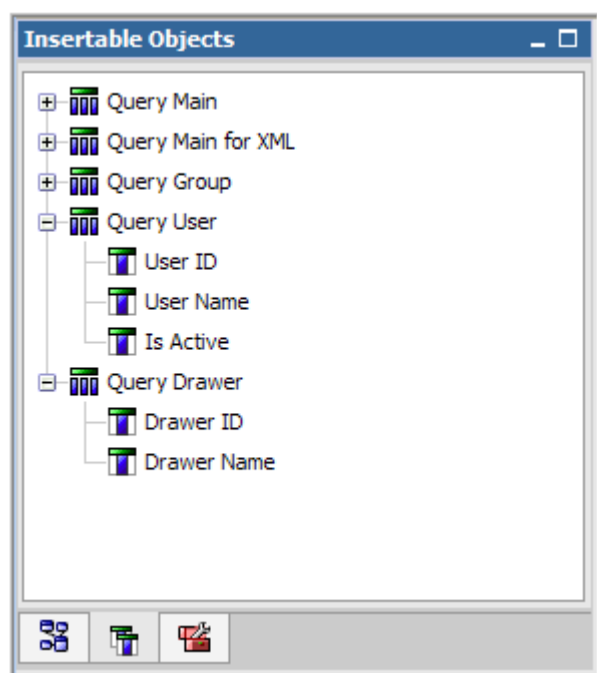 Insertable Objects
Query Main
Query Main for XML
Query Group
Query User
User ID
User Name
Is Active
Query Drawer
Drawer ID
Drawer Name